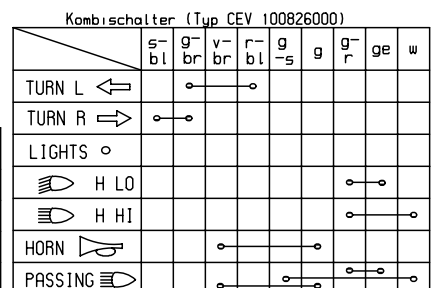 Kombischalter (Typ CEV 100826000)
s-bl g-br v-br r-bl g-s g g-r ge w
TURN L
TURN R
LIGHTS
H LO
H HI
HORN
PASSING